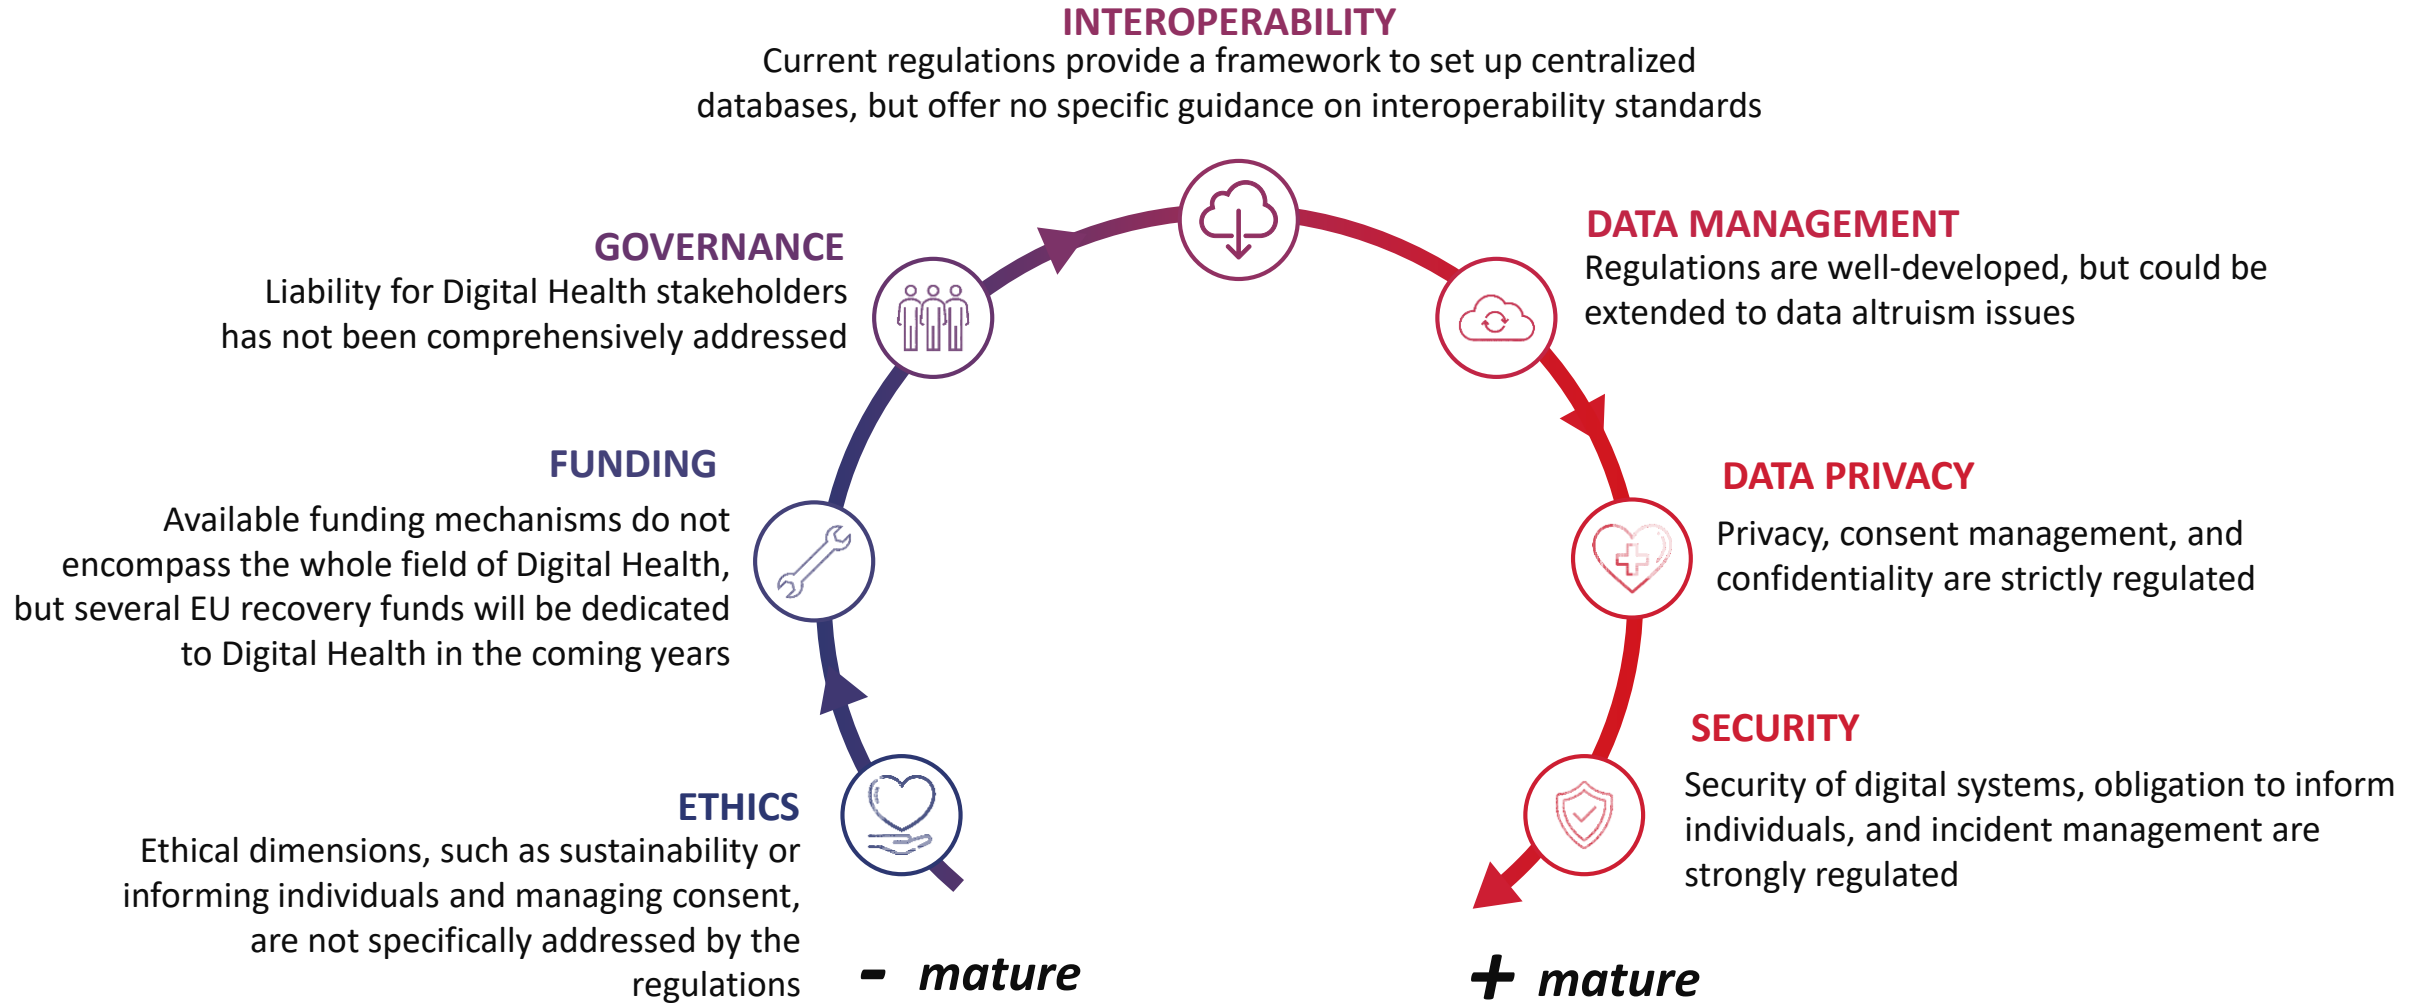 INTEROPERABILITY
Current regulations provide a framework to set up centralized
databases, but offer no specific guidance on interoperability standards
GOVERNANCE
Liability for Digital Health stakeholders
has not been comprehensively addressed
DATA MANAGEMENT
Regulations are well-developed, but could be
extended to data altruism issues
FUNDING
Available funding mechanisms do not
encompass the whole field of Digital Health,
but several EU recovery funds will be dedicated
to Digital Health in the coming years
DATA PRIVACY
Privacy, consent management, and
confidentiality are strictly regulated
ETHICS
Ethical dimensions, such as sustainability or
informing individuals and managing consent,
are not specifically addressed by the
regulations
SECURITY
Security of digital systems, obligation to inform
individuals, and incident management are
strongly regulated
- mature
+ mature